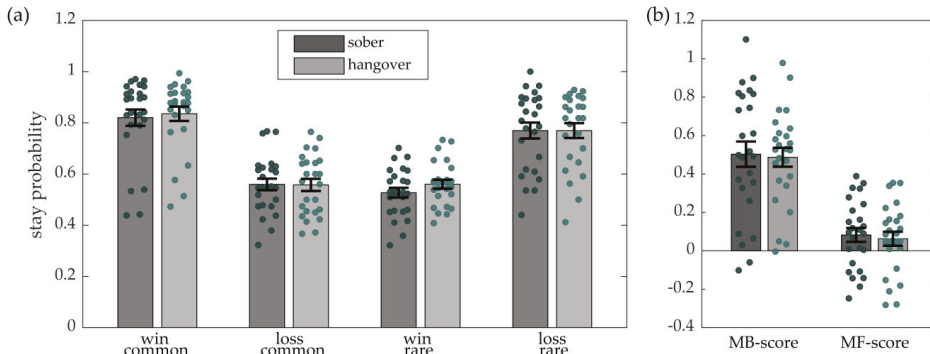 (a)
1.2
1
0.8
0.6
0.4
0.2
0
stay probability
sober
hangover
win
common
loss
common
win
rare
loss
rare
(b)
1.2
1
0.8
0.6
0.4
0.2
0
-0.2
-0.4
MB-score
MF-score